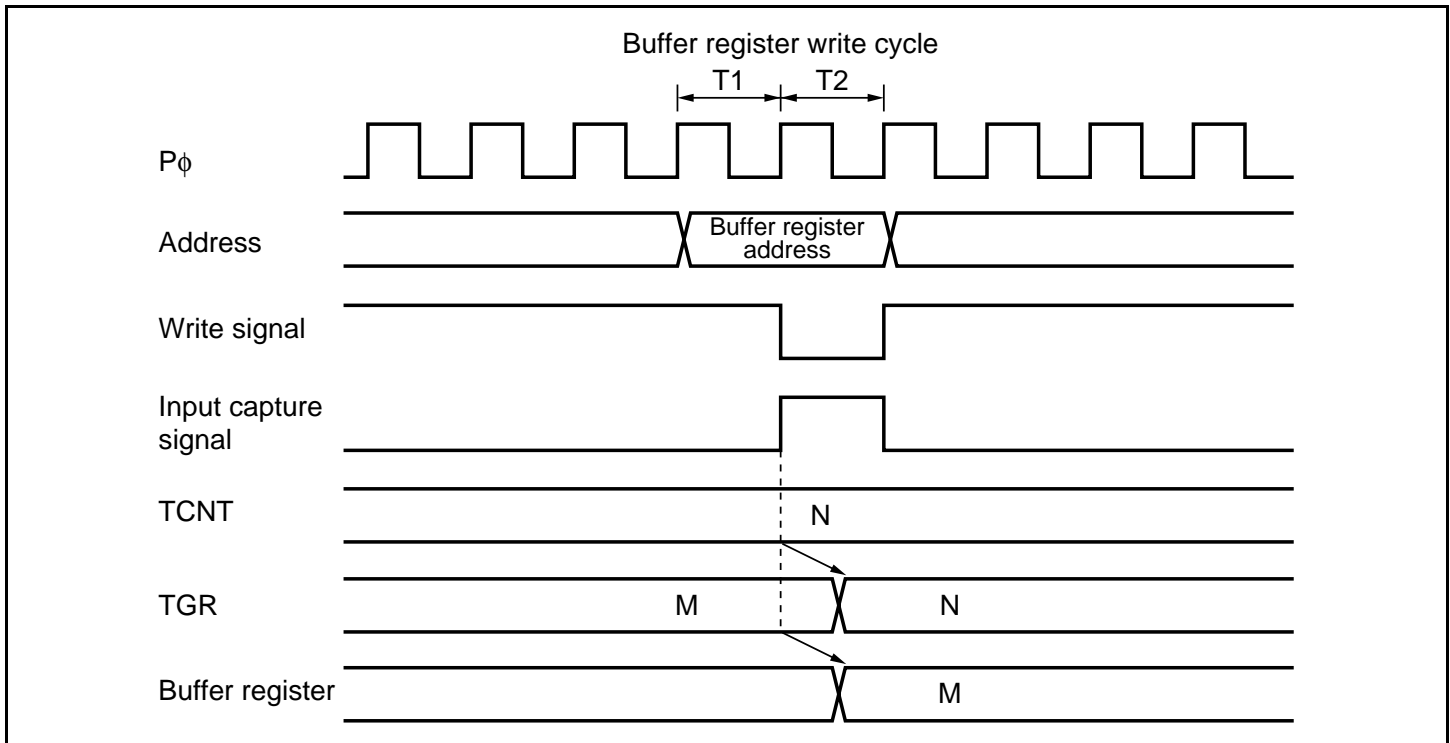 Buffer register write cycle
T1 T2
Pϕ
Address
Buffer register
address
Write signal
Input capture
signal
TCNT
N
TGR
M N
Buffer register
M